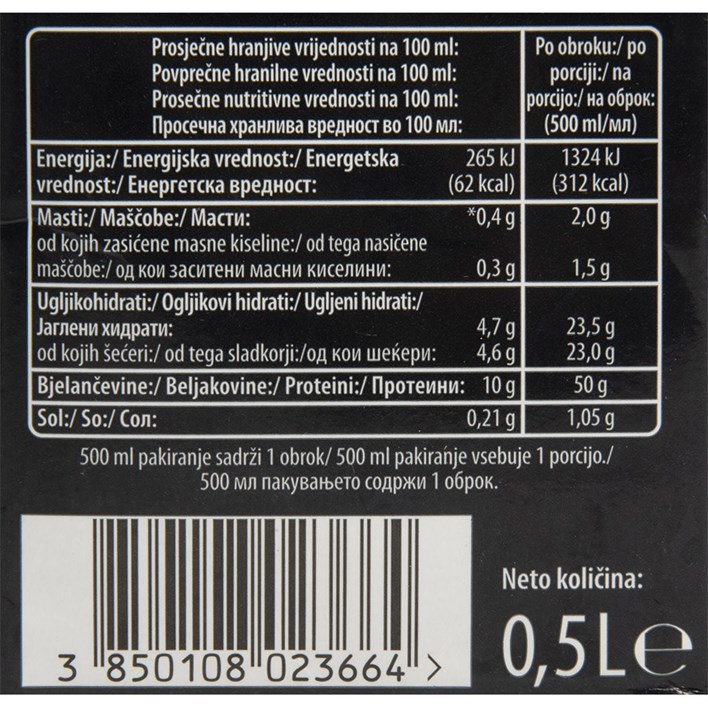 Prosječne hranjive vrijednosti na 100 ml:
Povprečne hranilne vrednosti na 100 ml:
Prosečne nutritivne vrednosti na 100 ml:
Просечна хранлива вредност во 100 мл:
Po obroku:/ po
porciji:/ na
porcijo:/ на оброк:
(500 ml/мл)
Energija:/ Energijska vrednost:/ Energetska 265 kJ 1324 kJ
vrednost:/ Енергетска вредност: (62 kcal) (312 kcal)
Masti:/ Maščobe:/ Масти: *0,4 g 2,0 g
od kojih zasićene masne kiseline:/ od tega nasičene
maščobe:/ од кои заситени масни киселини: 0,3 g 1,5 g
Ugljikohidrati:/ Ogljikovi hidrati:/ Ugljeni hidrati:/
Јаглени хидрати: 4,7 g 23,5 g
od kojih šećeri:/ od tega sladkorji:/од кои шеќери: 4,6 g 23,0 g
Bjelančevine:/ Beljakovine:/ Proteini:/ Протеини: 10 g 50 g
Sol:/ So:/ Сол: 0,21 g 1,05 g
500 ml pakiranje sadrži 1 obrok/ 500 ml pakiranje vsebuje 1 porcijo./
500 мл пакувањето содржи 1 оброк.
Neto količina:
0,5L℮
3 850108 023664 >